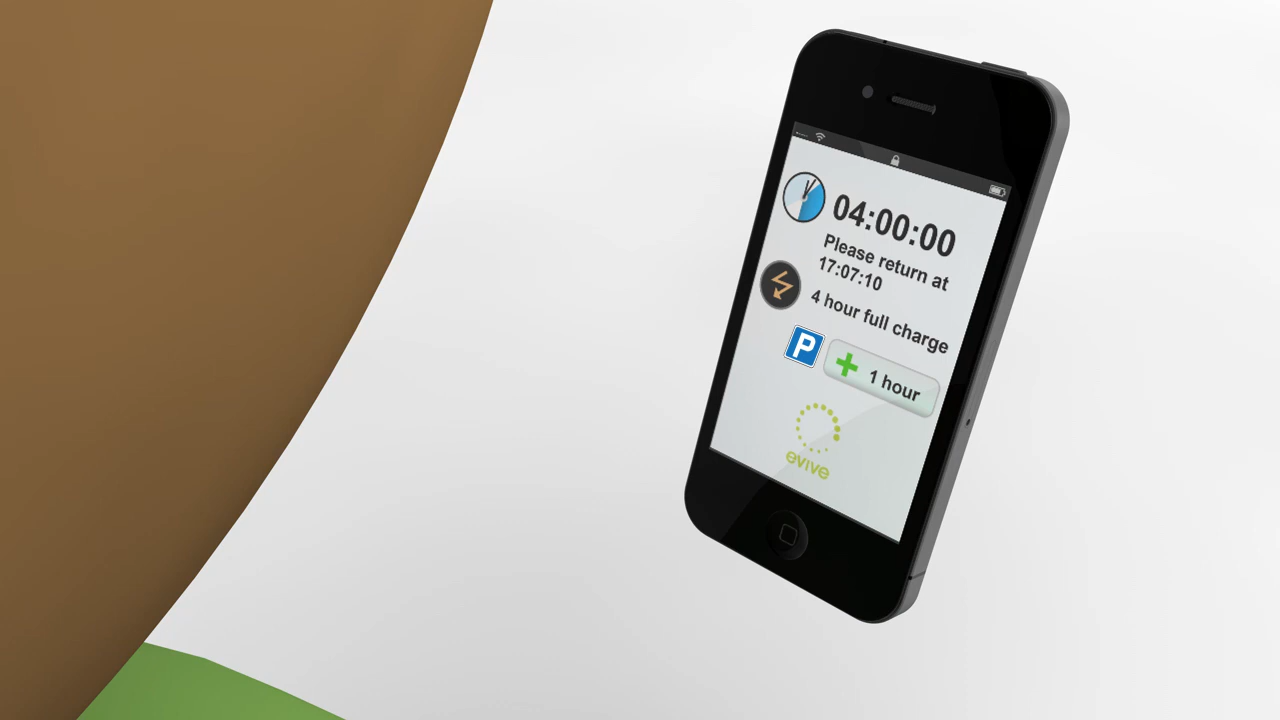 04:00:00
Please return at
17:07:10
4 hour full charge
P
1 hour
evive